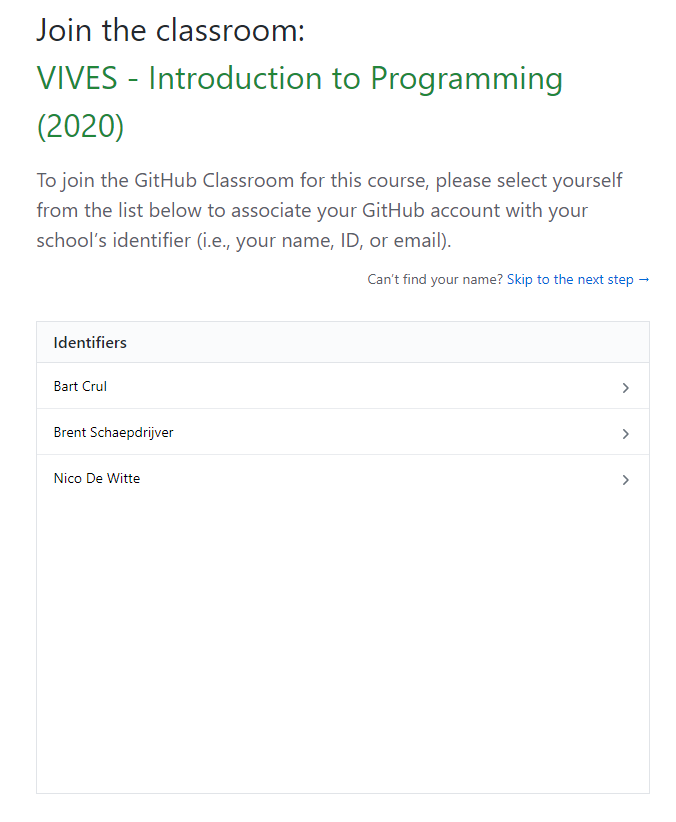 Join the classroom:
VIVES - Introduction to Programming
(2020)
To join the GitHub Classroom for this course, please select yourself
from the list below to associate your GitHub account with your
school’s identifier (i.e., your name, ID, or email).
Can’t find your name? Skip to the next step →
Identifiers
Bart Crul
Brent Schaepdrijver
Nico De Witte